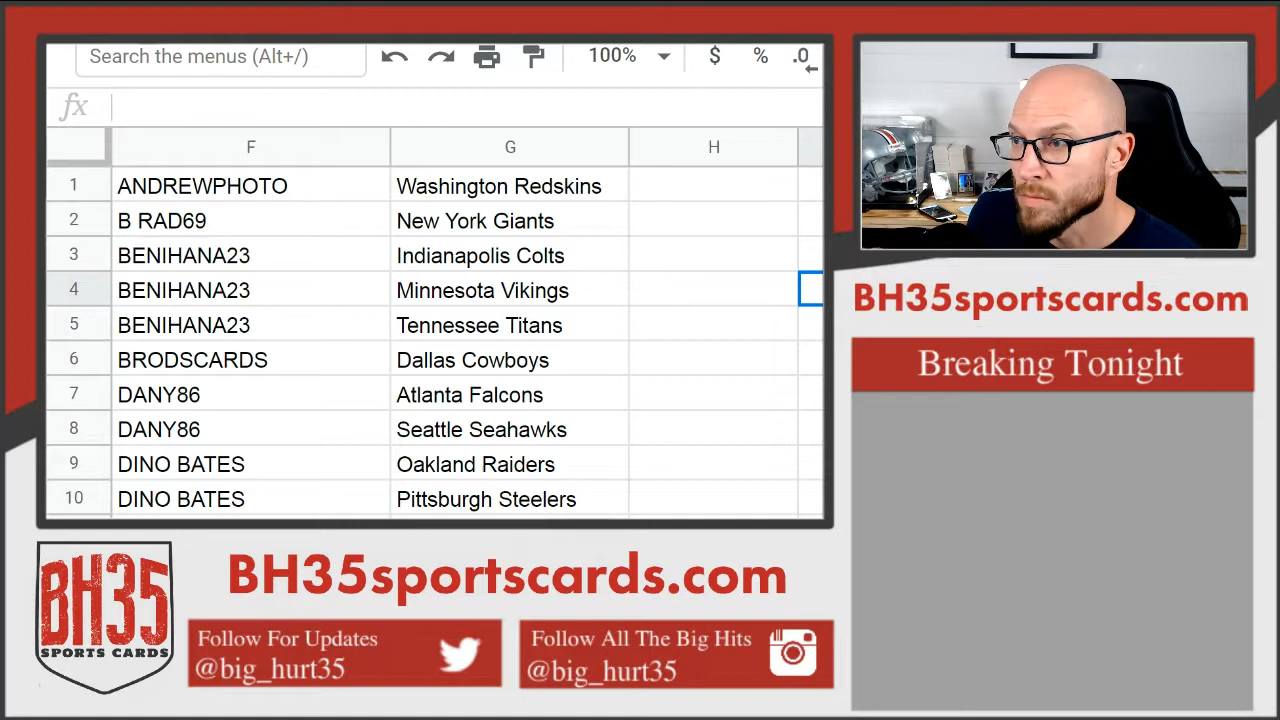 Search the menus (Alt+/) 100% $ % .0
fx
F G H
1 ANDREWPHOTO Washington Redskins
2 B RAD69 New York Giants
3 BENIHANA23 Indianapolis Colts
4 BENIHANA23 Minnesota Vikings
5 BENIHANA23 Tennessee Titans
6 BRODSCARDS Dallas Cowboys
7 DANY86 Atlanta Falcons
8 DANY86 Seattle Seahawks
9 DINO BATES Oakland Raiders
10 DINO BATES Pittsburgh Steelers
BH35sportscards.com
Breaking Tonight
BH35
SPORTS CARDS
BH35sportscards.com
Follow For Updates
@big_hurt35
Follow All The Big Hits
@big_hurt35